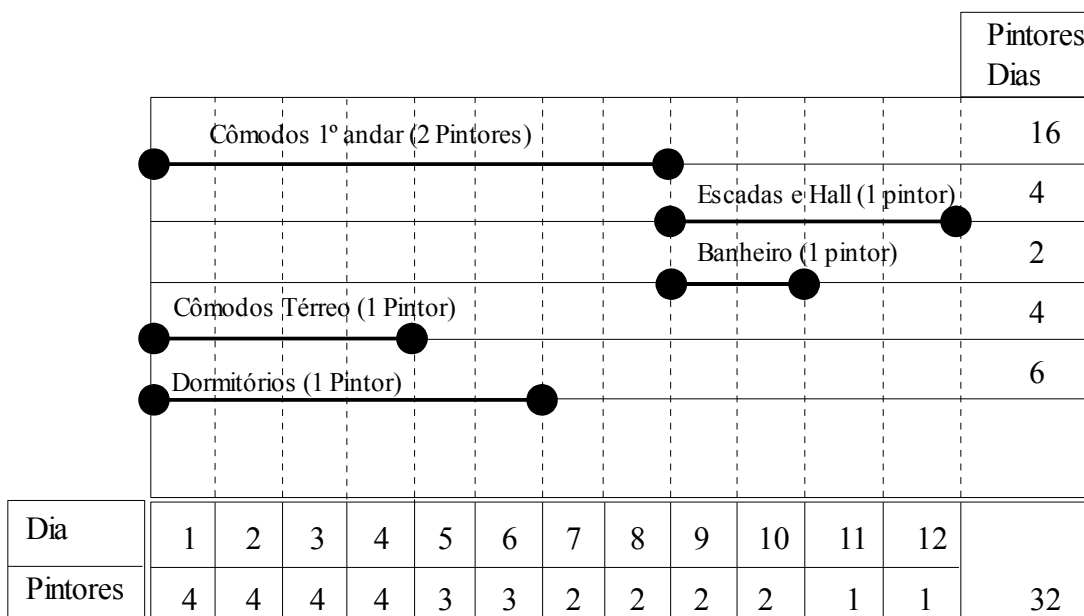 Pintores
Dias
Cômodos 1º andar (2 Pintores) 16
Escadas e Hall (1 pintor) 4
Banheiro (1 pintor) 2
Cômodos Térreo (1 Pintor) 4
Dormitórios (1 Pintor) 6
Dia 1 2 3 4 5 6 7 8 9 10 11 12
Pintores 4 4 4 4 3 3 2 2 2 2 1 1 32